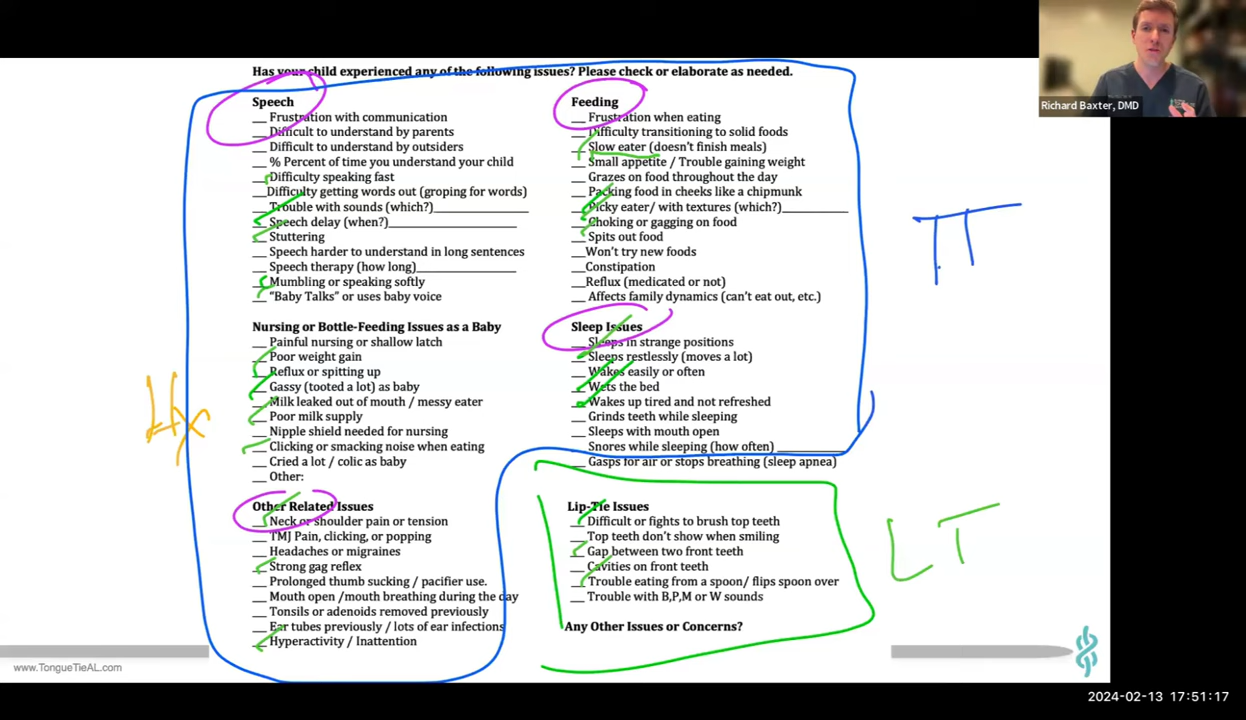 Richard Baxter, DMD
Has your child experienced any of the following issues? Please check or elaborate as needed.
Speech
__ Frustration with communication
__ Difficult to understand by parents
__ Difficult to understand by outsiders
__ % Percent of time you understand your child
__ Difficulty speaking fast
__Difficulty getting words out (groping for words)
__ Trouble with sounds (which?)__________________
__ Speech delay (when?)________________________
__ Stuttering
__ Speech harder to understand in long sentences
__ Speech therapy (how long)____________________
__ Mumbling or speaking softly
__ "Baby Talks" or uses baby voice
Nursing or Bottle-Feeding Issues as a Baby
__ Painful nursing or shallow latch
__ Poor weight gain
__ Reflux or spitting up
__ Gassy (tooted a lot) as baby
__ Milk leaked out of mouth / messy eater
__ Poor milk supply
__ Nipple shield needed for nursing
__ Clicking or smacking noise when eating
__ Cried a lot / colic as baby
__ Other:
Hx
Other Related Issues
__ Neck or shoulder pain or tension
__ TMJ Pain, clicking, or popping
__ Headaches or migraines
__ Strong gag reflex
__ Prolonged thumb sucking / pacifier use.
__ Mouth open /mouth breathing during the day
__ Tonsils or adenoids removed previously
__ Ear tubes previously / lots of ear infections
__ Hyperactivity / Inattention
Feeding
__ Frustration when eating
__ Difficulty transitioning to solid foods
__ Slow eater (doesn't finish meals)
__ Small appetite / Trouble gaining weight
__ Grazes on food throughout the day
__ Packing food in cheeks like a chipmunk
__ Picky eater/ with textures (which?)____________
__ Choking or gagging on food
__ Spits out food
__Won't try new foods
__Constipation
__Reflux (medicated or not)
__ Affects family dynamics (can't eat out, etc.)
TT
Sleep Issues
__ Sleeps in strange positions
__ Sleeps restlessly (moves a lot)
__ Wakes easily or often
__ Wets the bed
__ Wakes up tired and not refreshed
__ Grinds teeth while sleeping
__ Sleeps with mouth open
__ Snores while sleeping (how often) ____________
__ Gasps for air or stops breathing (sleep apnea)
Lip-Tie Issues
__ Difficult or fights to brush top teeth
__ Top teeth don't show when smiling
__ Gap between two front teeth
__ Cavities on front teeth
__ Trouble eating from a spoon/ flips spoon over
__ Trouble with B,P,M or W sounds
LT
Any Other Issues or Concerns?
www.TongueTieAL.com
2024-02-13 17:51:17